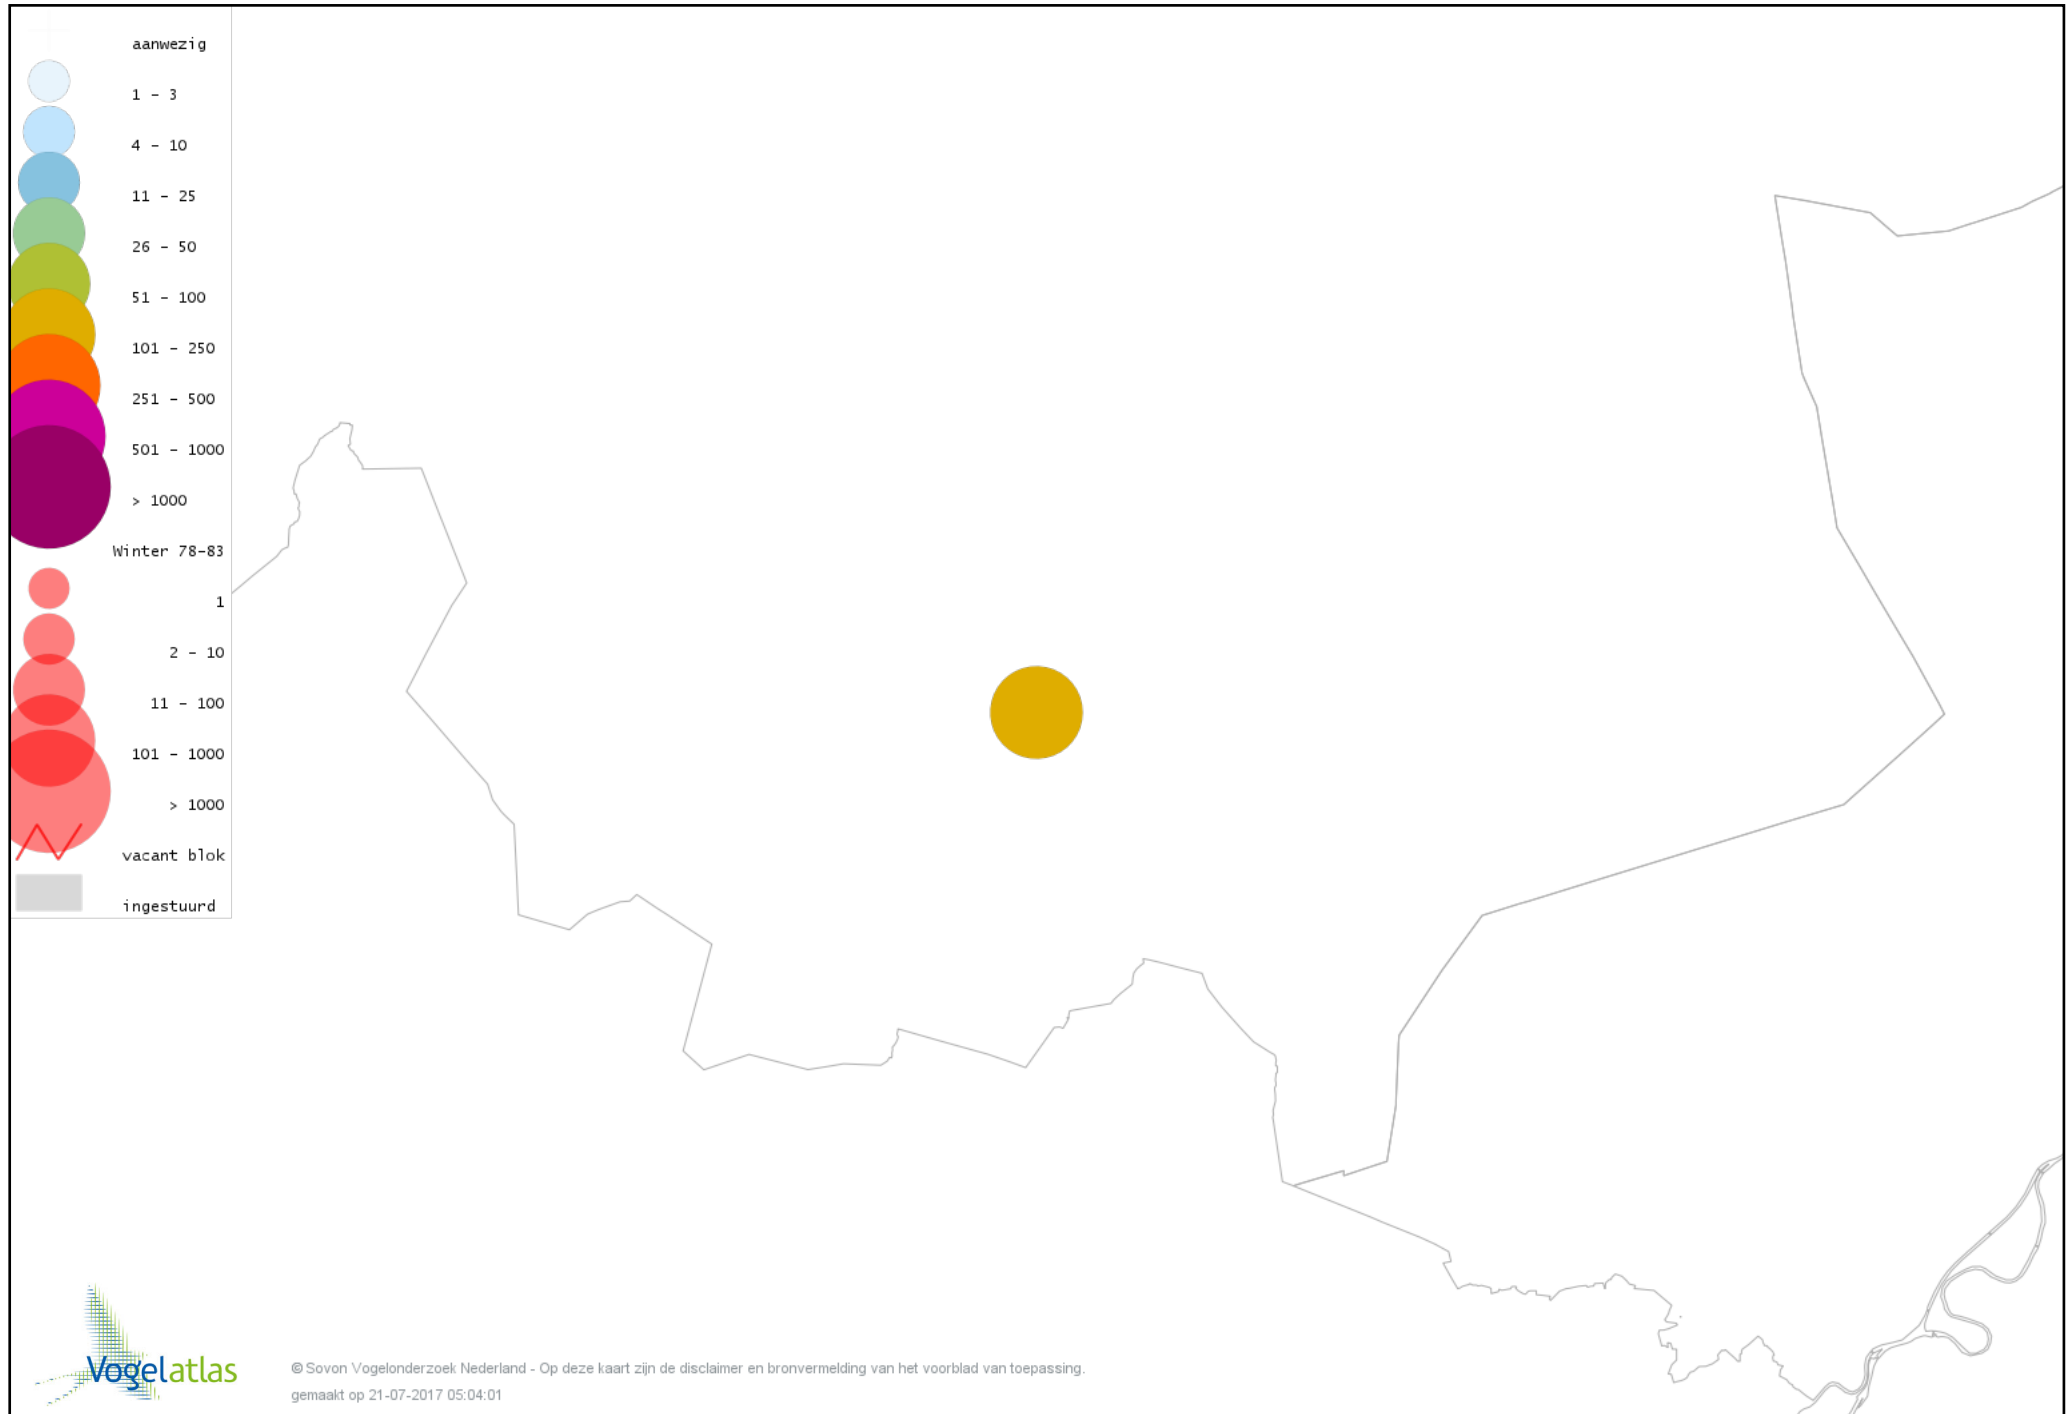 aanwezig
1 - 3
4 - 10
11 - 25
26 - 50
51 - 100
101 - 250
251 - 500
501 - 1000
> 1000
Winter 78-83
1
2 - 10
11 - 100
101 - 1000
> 1000
vacant blok
ingestuurd
Vogelatlas
© Sovon Vogelonderzoek Nederland - Op deze kaart zijn de disclaimer en bronvermelding van het voorblad van toepassing.
gemaakt op 21-07-2017 05:04:01